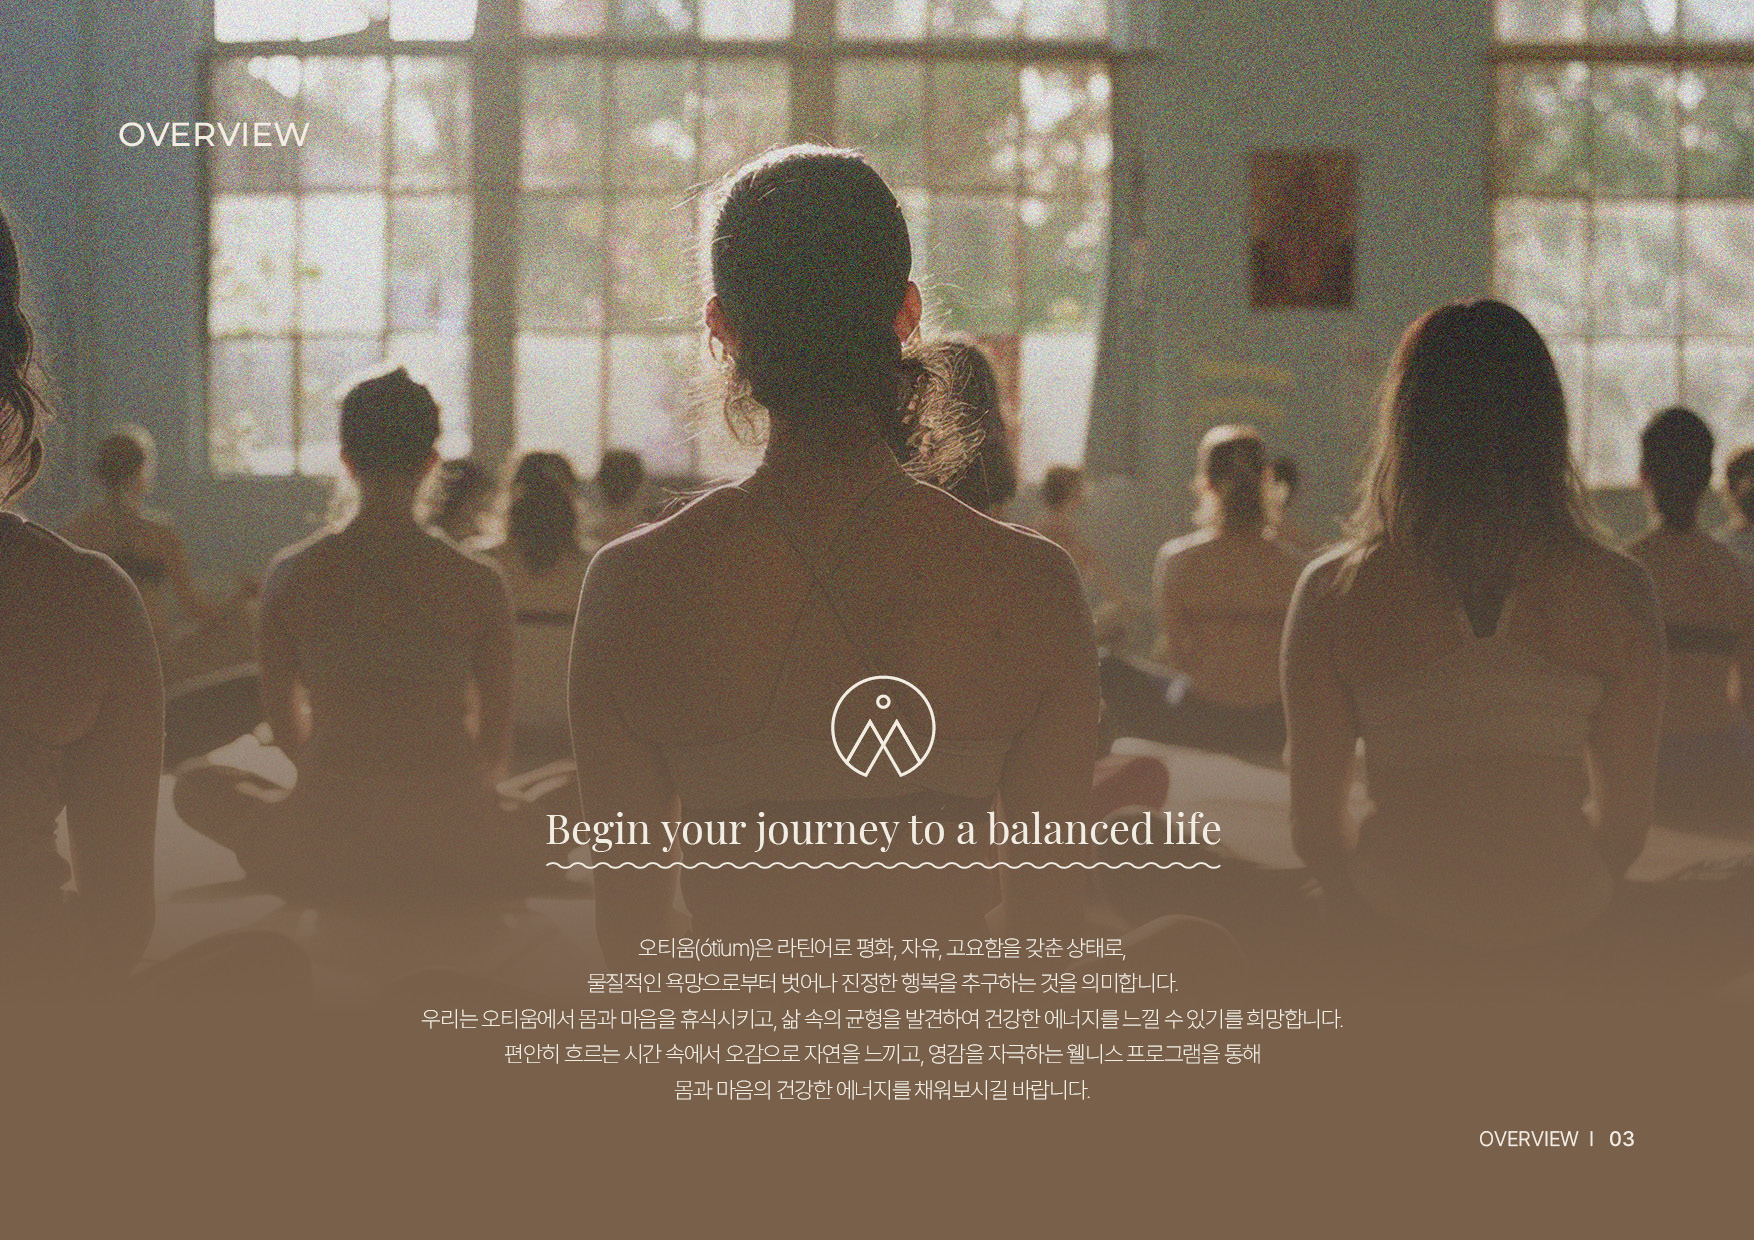 OVERVIEW
Begin your journey to a balanced life
오티움(ótĭum)은 라틴어로 평화, 자유, 고요함을 갖춘 상태로,
물질적인 욕망으로부터 벗어나 진정한 행복을 추구하는 것을 의미합니다.
우리는 오티움에서 몸과 마음을 휴식시키고, 삶 속의 균형을 발견하여 건강한 에너지를 느낄 수 있기를 희망합니다.
편안히 흐르는 시간 속에서 오감으로 자연을 느끼고, 영감을 자극하는 웰니스 프로그램을 통해
몸과 마음의 건강한 에너지를 채워보시길 바랍니다.
OVERVIEW | 03